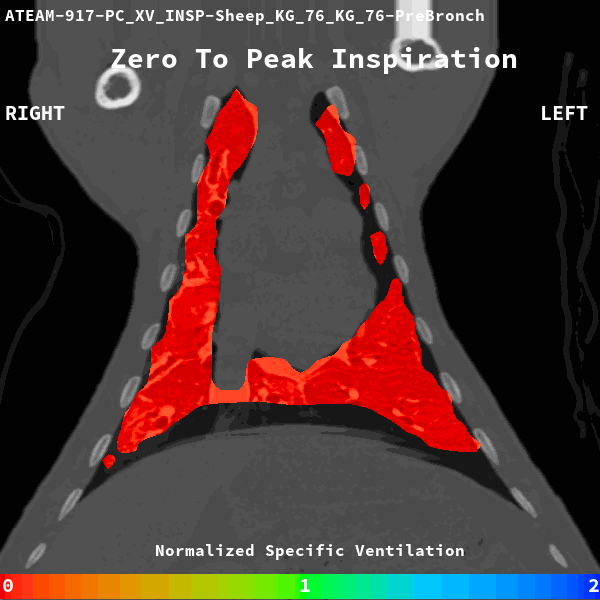 ATEAM-917-PC_XV_INSP-Sheep_KG_76_KG_76-PreBronch
Zero To Peak Inspiration
RIGHT LEFT
Normalized Specific Ventilation
0 1 2